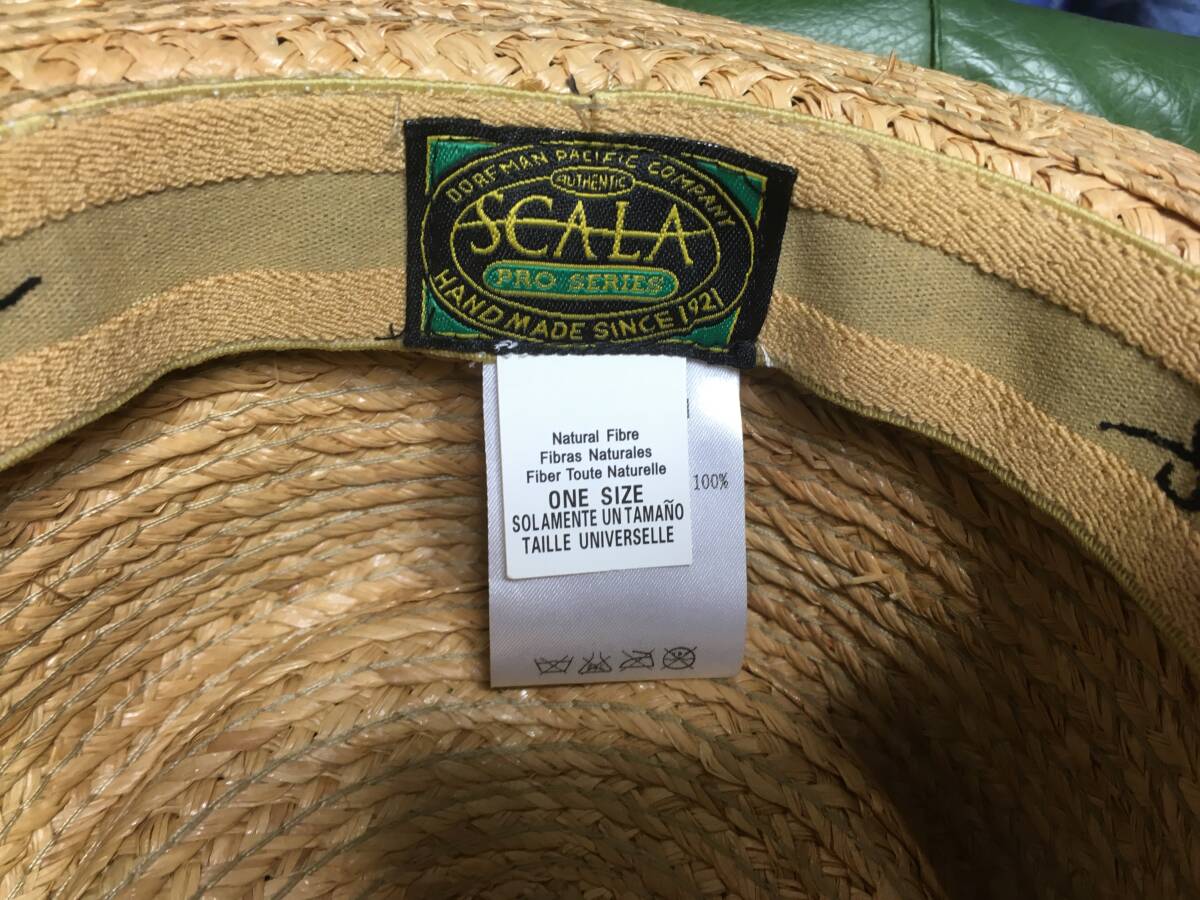 DORFMAN PACIFIC COMPANY
AUTHENTIC
SCALA
PRO SERIES
HAND MADE SINCE 1921
Natural Fibre
Fibras Naturales
Fiber Toute Naturelle
100%
ONE SIZE
SOLAMENTE UN TAMAÑO
TAILLE UNIVERSELLE